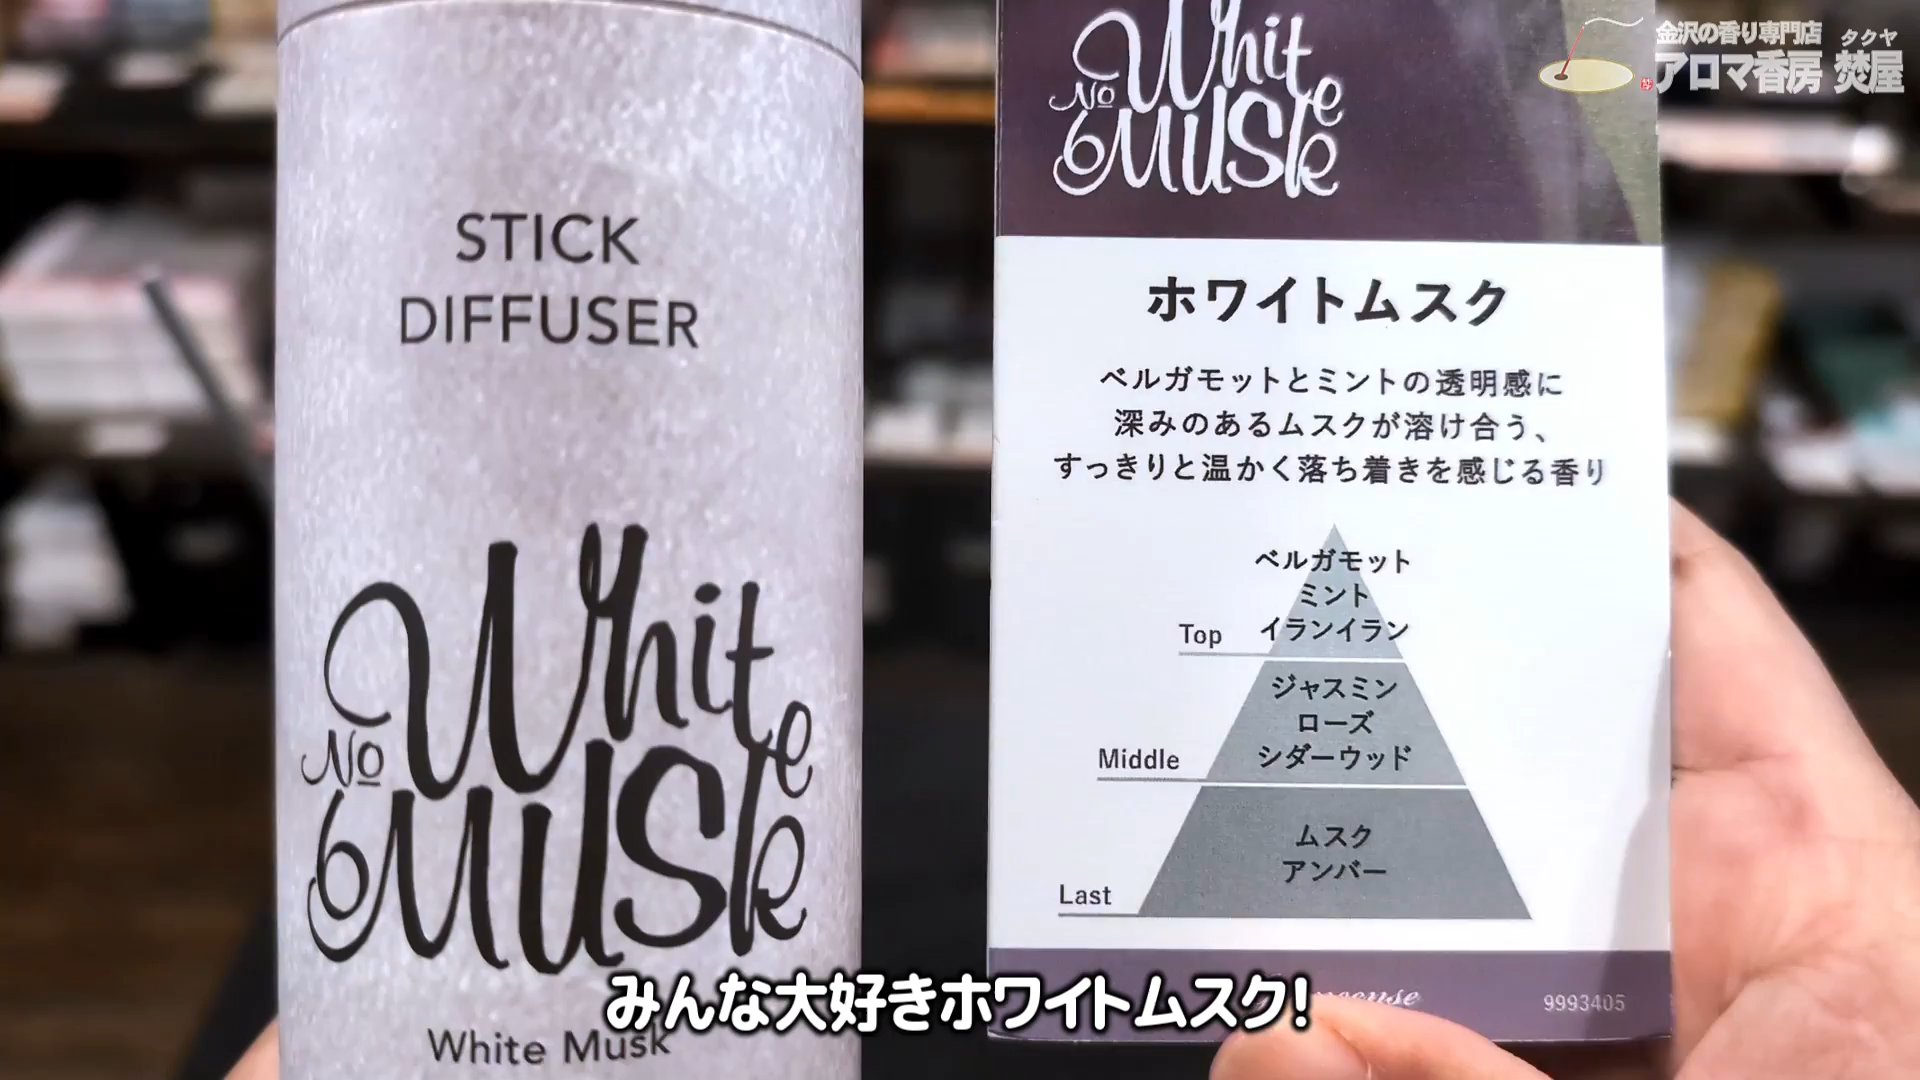 STICK
DIFFUSER
No 6 White Musk
White Musk
No 6 White Musk
ホワイトムスク
ベルガモットとミントの透明感に
深みのあるムスクが溶け合う、
すっきりと温かく落ち着きを感じる香り
ベルガモット
ミント
Top イランイラン
ジャスミン
ローズ
Middle シダーウッド
ムスク
アンバー
Last
9993405
金沢の香り専門店
タクヤ
アロマ香房 焚屋
みんな大好きホワイトムスク!